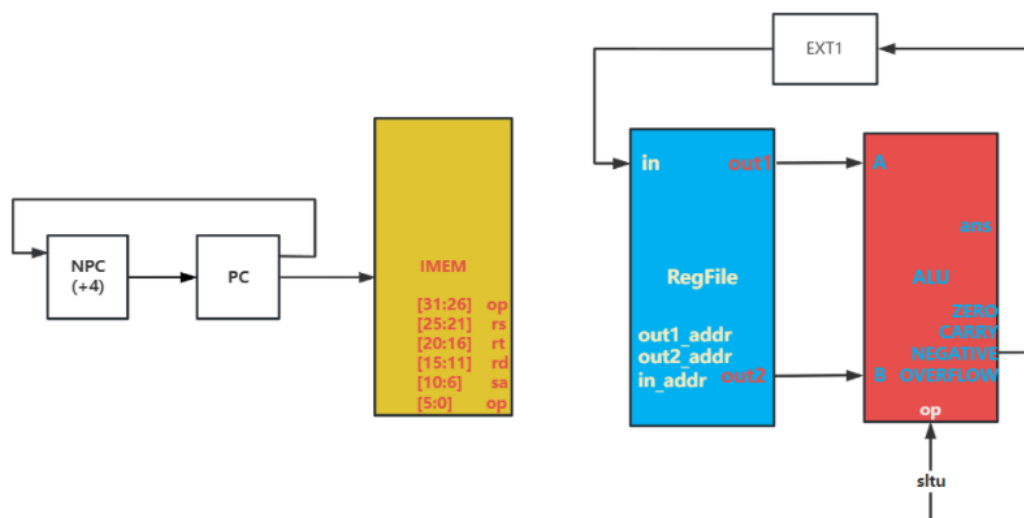 EXT1
in
out1
A
ans
NPC
(+4)
PC
IMEM
RegFile
ALU
[31:26] op
[25:21] rs
[20:16] rt
[15:11] rd
[10:6] sa
[5:0] op
out1_addr
out2_addr
in_addr
out2
B
ZERO
CARRY
NEGATIVE
OVERFLOW
op
sltu